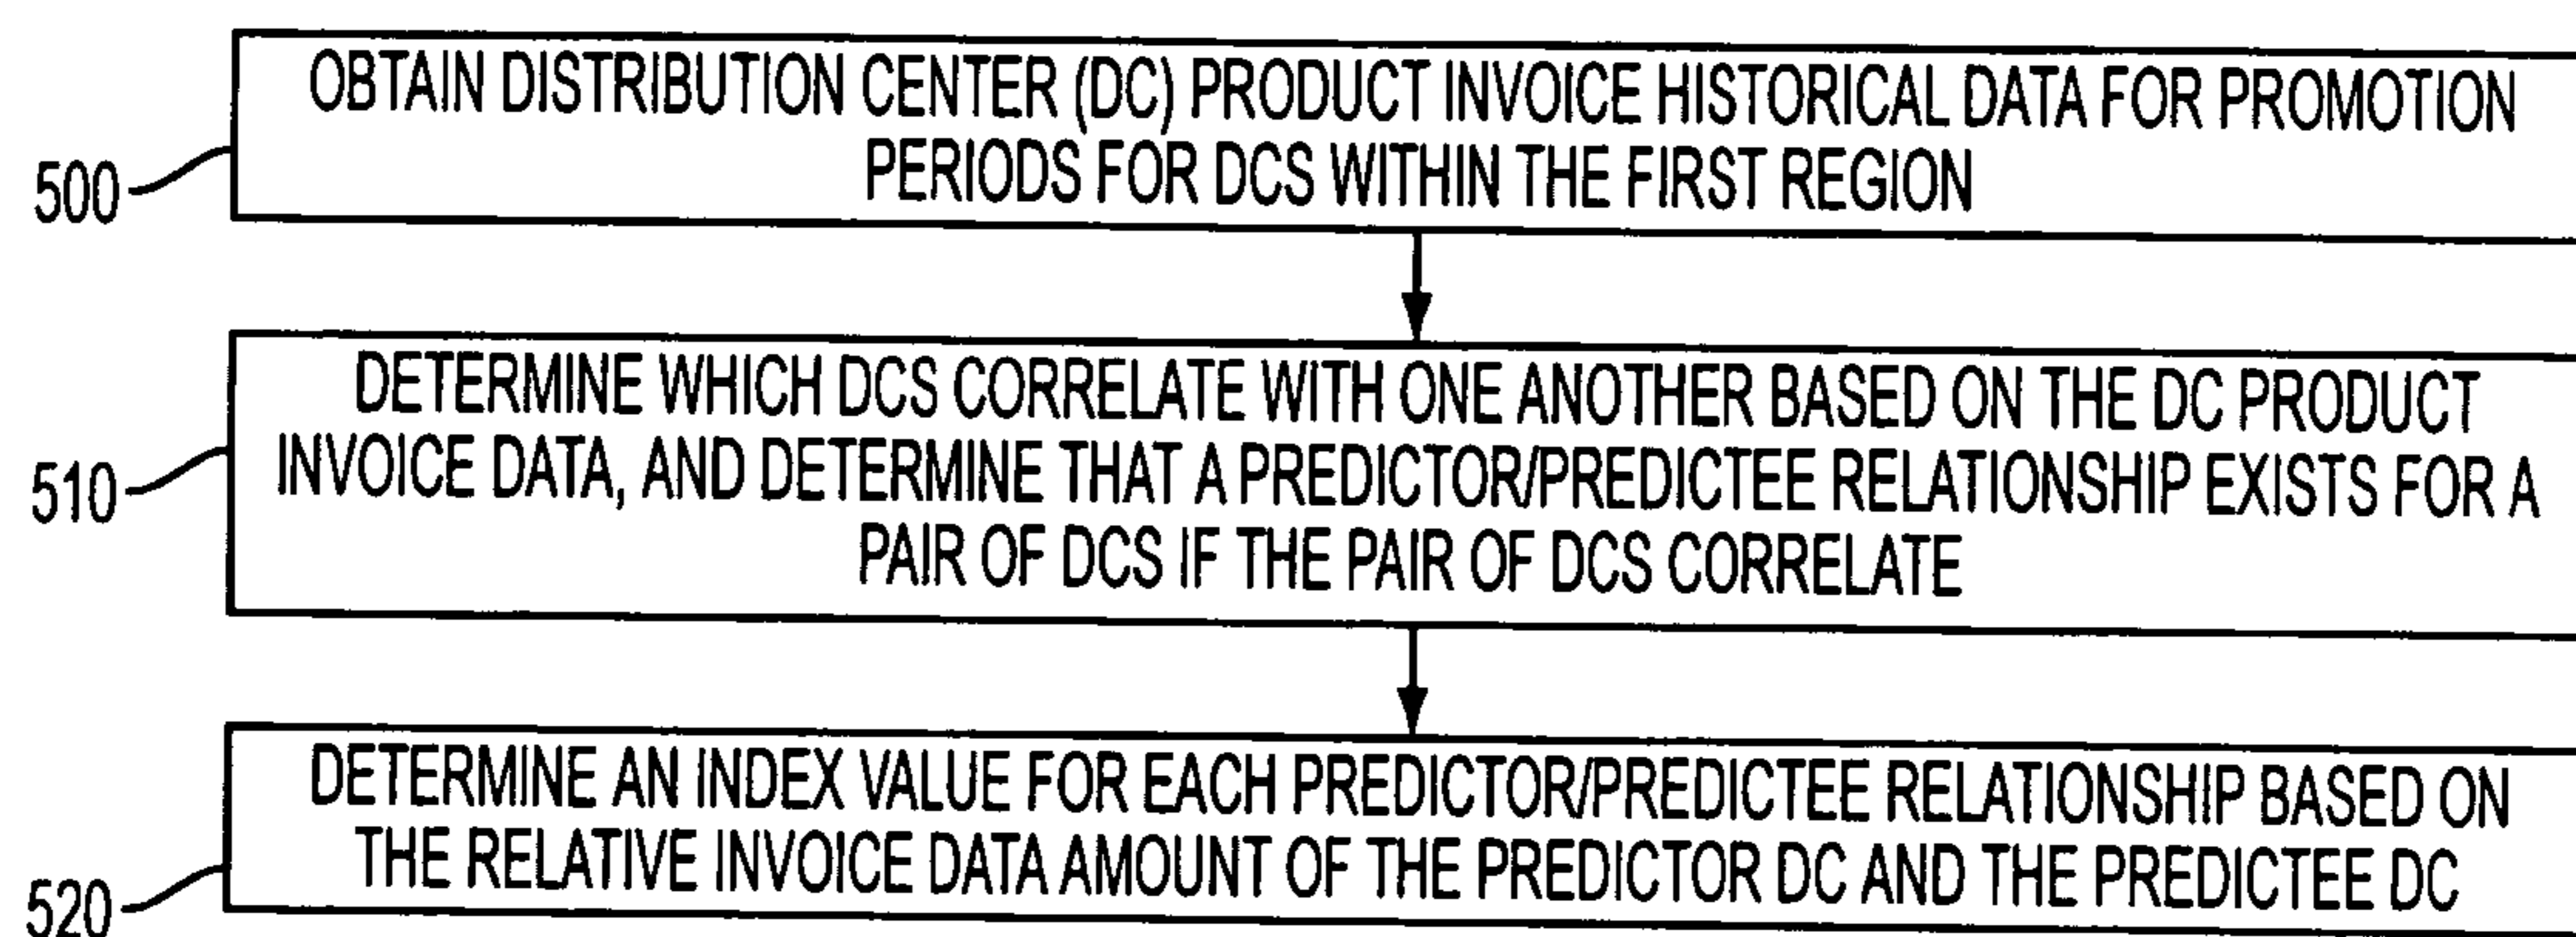 OBTAIN DISTRIBUTION CENTER (DC) PRODUCT INVOICE HISTORICAL DATA FOR PROMOTION
PERIODS FOR DCS WITHIN THE FIRST REGION
500
DETERMINE WHICH DCS CORRELATE WITH ONE ANOTHER BASED ON THE DC PRODUCT
INVOICE DATA, AND DETERMINE THAT A PREDICTOR/PREDICTEE RELATIONSHIP EXISTS FOR A
PAIR OF DCS IF THE PAIR OF DCS CORRELATE
510
DETERMINE AN INDEX VALUE FOR EACH PREDICTOR/PREDICTEE RELATIONSHIP BASED ON
THE RELATIVE INVOICE DATA AMOUNT OF THE PREDICTOR DC AND THE PREDICTEE DC
520